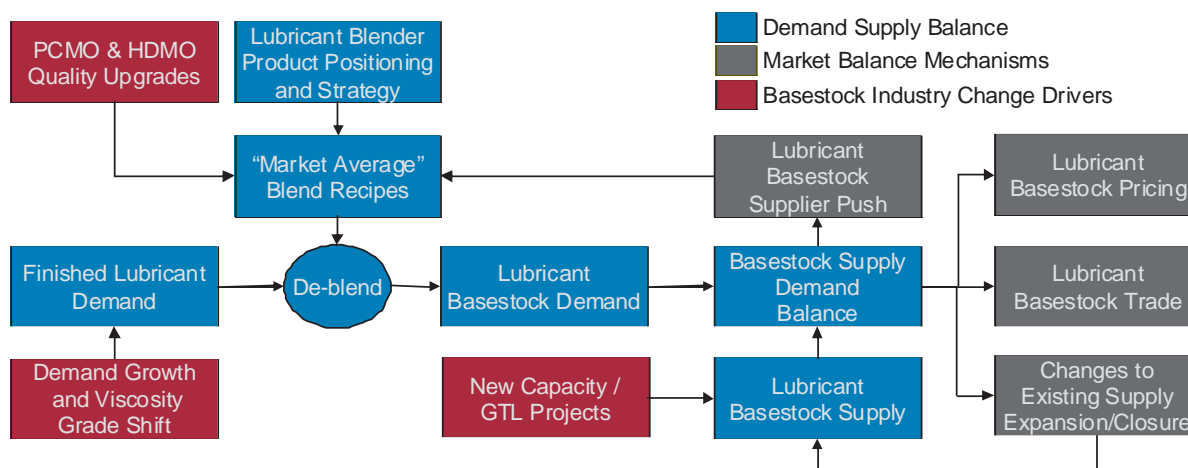 PCMO & HDMO
Quality Upgrades
Lubricant Blender
Product Positioning
and Strategy
Demand Supply Balance
Market Balance Mechanisms
Basestock Industry Change Drivers
“Market Average”
Blend Recipes
Lubricant
Basestock
Supplier Push
Lubricant
Basestock Pricing
Finished Lubricant
Demand
De-blend
Lubricant
Basestock Demand
Basestock Supply
Demand
Balance
Lubricant
Basestock Trade
Demand Growth
and Viscosity
Grade Shift
New Capacity /
GTL Projects
Lubricant
Basestock Supply
Changes to
Existing Supply
Expansion/Closure